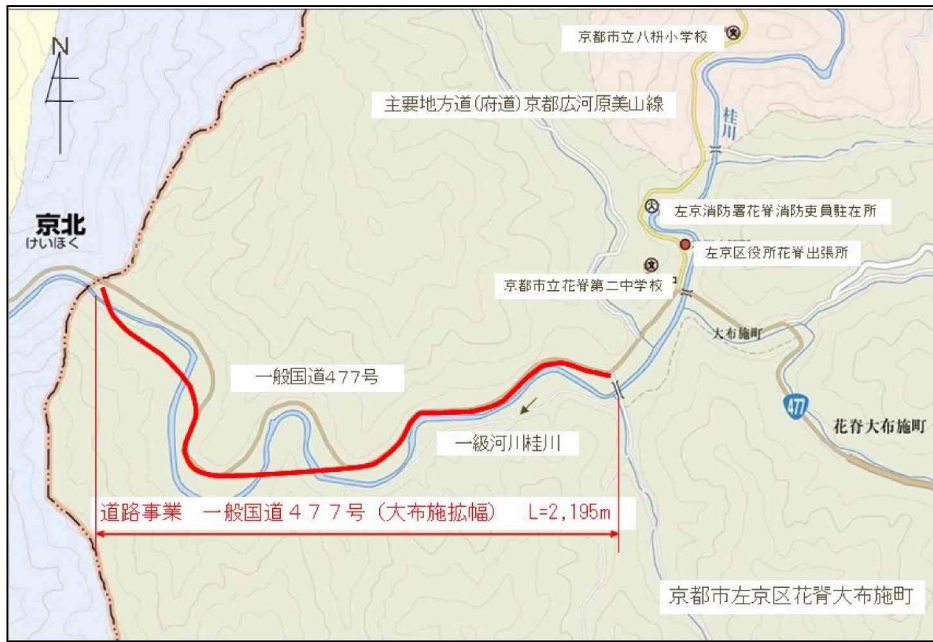 N
京都市立八桝小学校
主要地方道(府道)京都広河原美山線
桂川
左京消防署花脊消防吏員駐在所
京北
けいほく
左京区役所花脊出張所
京都市立花脊第二中学校
大布施町
一般国道477号
477
花脊大布施町
一級河川桂川
道路事業 一般国道477号(大布施拡幅) L=2,195m
京都市左京区花脊大布施町